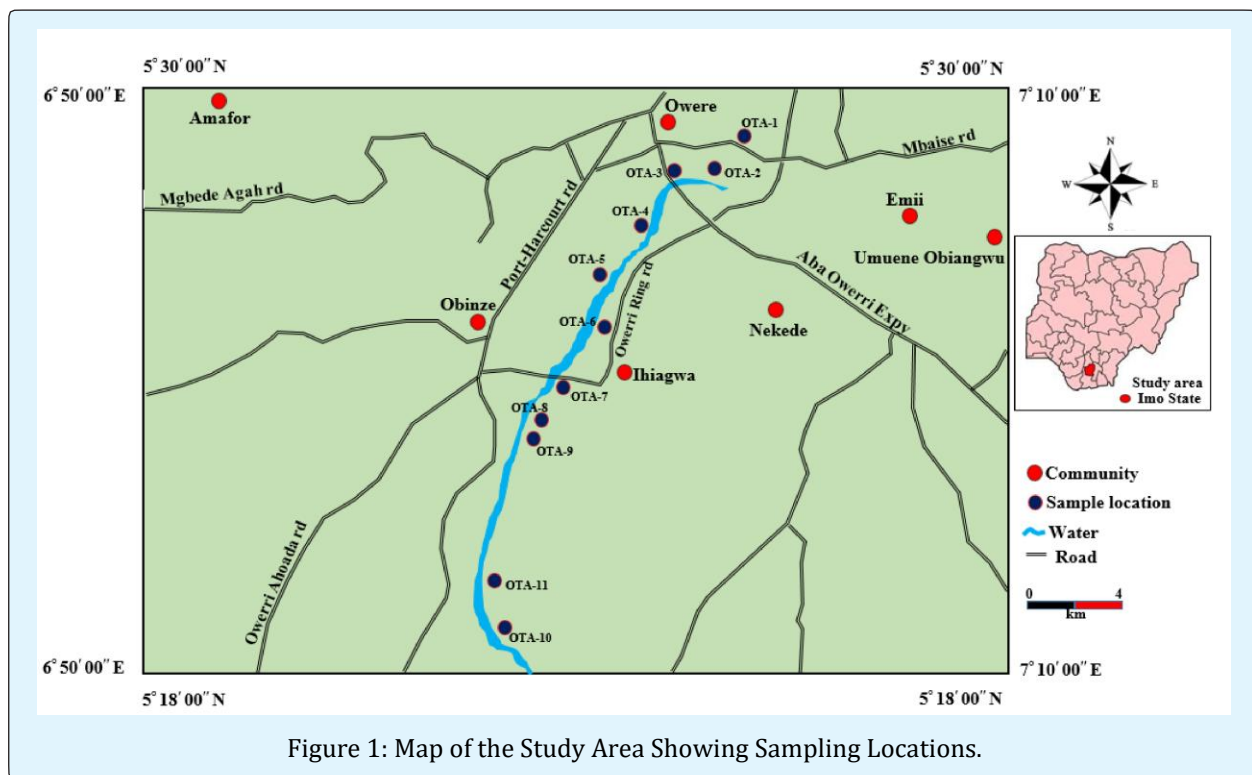 5° 30' 00" N
5° 30' 00" N
6° 50' 00" E
7° 10' 00" E
Amafor
Owere
OTA-1
Mbaise rd
OTA-3
OTA-2
N
W
E
S
Mgbede Agah rd
Port-Harcourt rd
OTA-4
Emii
Umuene Obiangwu
OTA-5
Aba Owerri Expy
Obinze
OTA-6
Owerri Ring rd
Nekede
Ihiagwa
Study area
Imo State
OTA-7
OTA-8
OTA-9
Community
Sample location
Water
Road
0
4
km
Owerri Ahoada rd
OTA-11
OTA-10
6° 50' 00" E
7° 10' 00" E
5° 18' 00" N
5° 18' 00" N
Figure 1: Map of the Study Area Showing Sampling Locations.